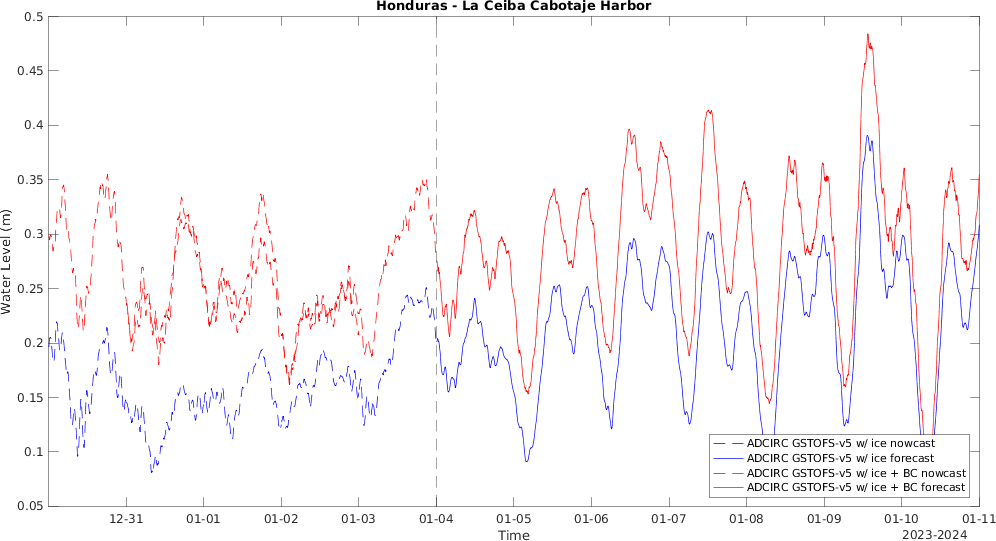 Honduras - La Ceiba Cabotaje Harbor
0.5
0.45
0.4
0.35
0.3
0.25
0.2
0.15
0.1
0.05
Water Level (m)
ADCIRC GSTOFS-v5 w/ ice nowcast
ADCIRC GSTOFS-v5 w/ ice forecast
ADCIRC GSTOFS-v5 w/ ice + BC nowcast
ADCIRC GSTOFS-v5 w/ ice + BC forecast
12-31 01-01 01-02 01-03 01-04 01-05 01-06 01-07 01-08 01-09 01-10 01-11
Time
2023-2024